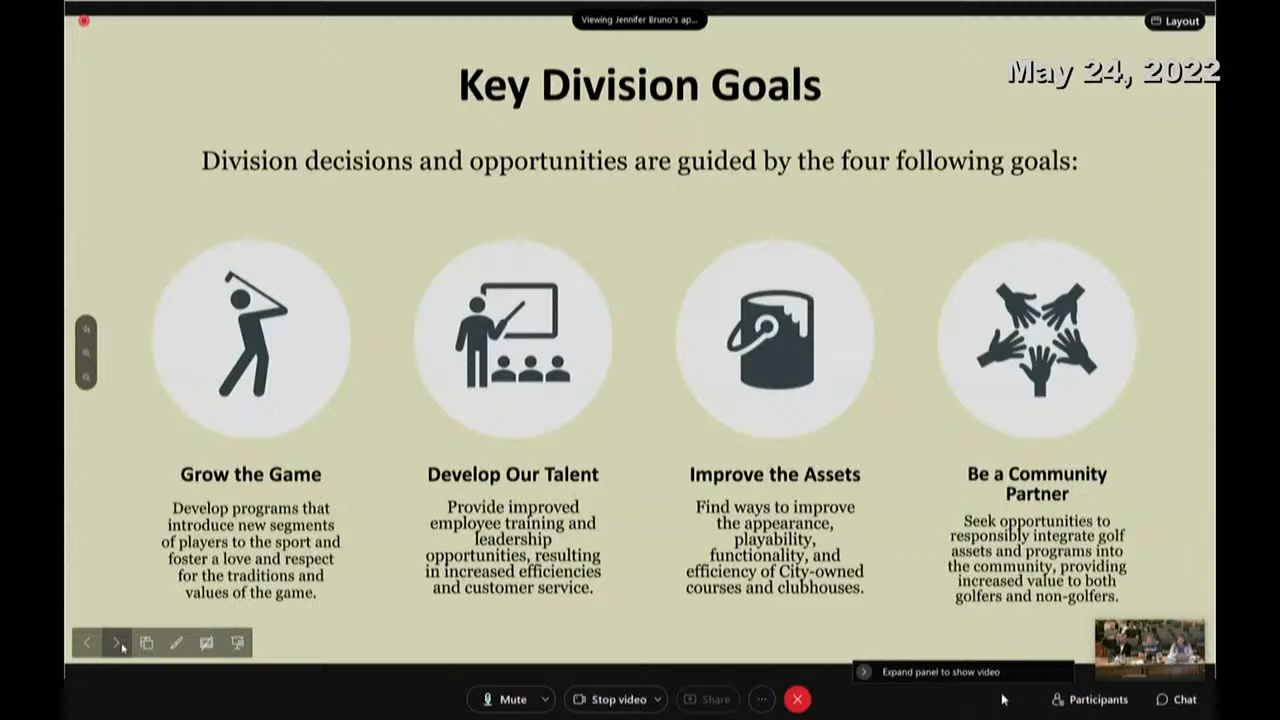 Viewing Jennifer Bruno's ap...
Layout
May 24, 2022
Key Division Goals
Division decisions and opportunities are guided by the four following goals:
Grow the Game
Develop programs that
introduce new segments
of players to the sport and
foster a love and respect
for the traditions and
values of the game.
Develop Our Talent
Provide improved
employee training and
leadership
opportunities, resulting
in increased efficiencies
and customer service.
Improve the Assets
Find ways to improve
the appearance,
playability,
functionality, and
efficiency of City-owned
courses and clubhouses.
Be a Community
Partner
Seek opportunities to
responsibly integrate golf
assets and programs into
the community, providing
increased value to both
golfers and non-golfers.
Expand panel to show video
Mute
Stop video
Share
Participants
Chat